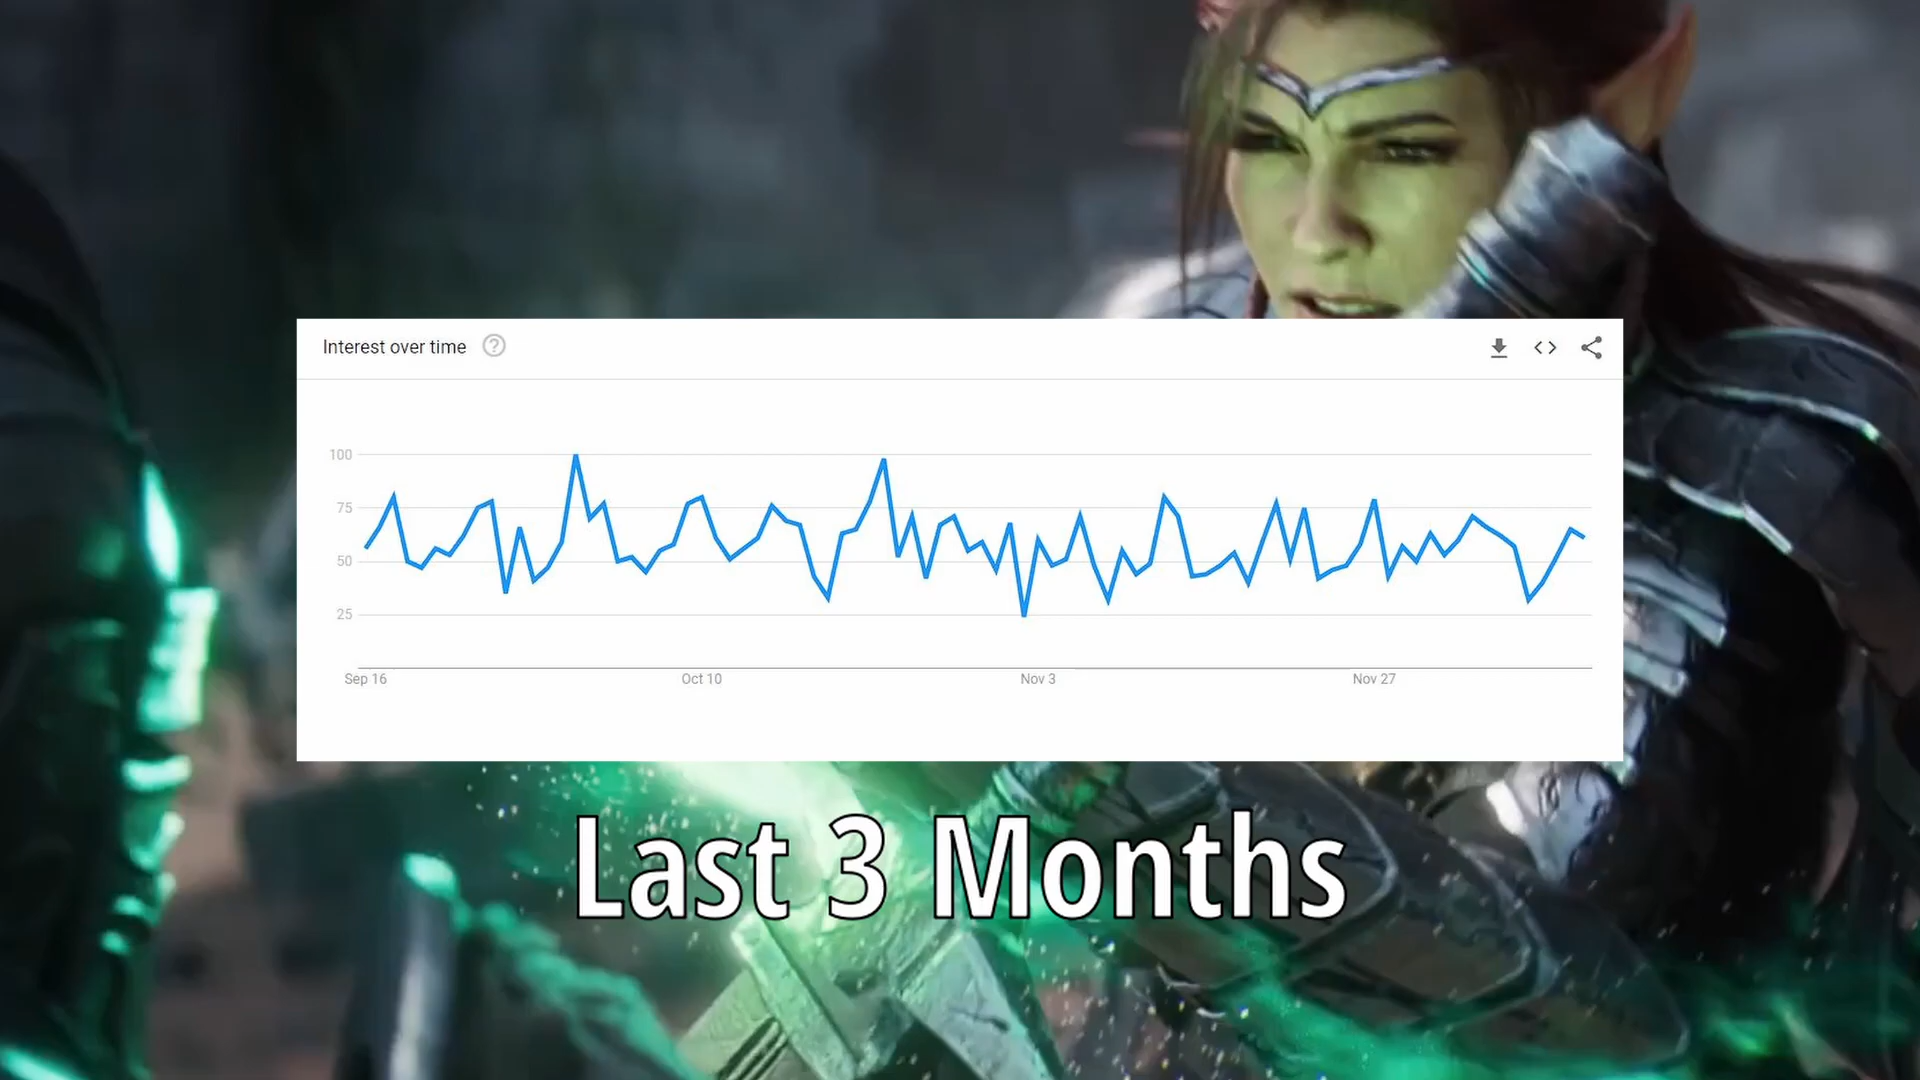 Interest over time
100
75
50
25
Sep 16 Oct 10 Nov 3 Nov 27
Last 3 Months